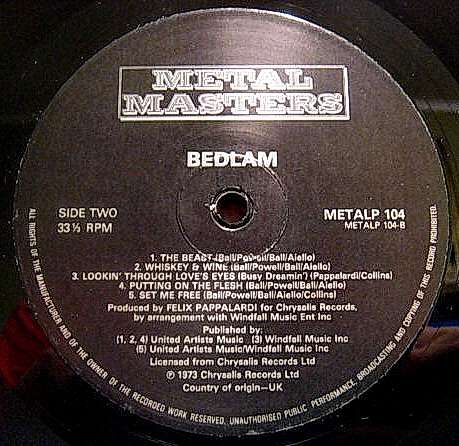 METAL
MASTERS
BEDLAM
SIDE TWO
33⅓ RPM
METALP 104
METALP 104-B
1. THE BEAST (Ball/Powell/Ball/Aiello)
2. WHISKEY & WINE (Ball/Powell/Ball/Aiello)
3. LOOKIN' THROUGH LOVE'S EYES (Busy Dreamin') (Pappalardi/Collins)
4. PUTTING ON THE FLESH (Ball/Powell/Ball/Aiello)
5. SET ME FREE (Ball/Powell/Ball/Aiello/Collins)
Produced by FELIX PAPPALARDI for Chrysalis Records,
by arrangement with Windfall Music Ent Inc
Published by:
(1, 2, 4) United Artists Music (3) Windfall Music Inc
(5) United Artists Music/Windfall Music Inc
Licensed from Chrysalis Records Ltd
℗ 1973 Chrysalis Records Ltd
Country of origin–UK
ALL RIGHTS OF THE MANUFACTURER AND OF THE OWNER OF THE RECORDED WORK RESERVED. UNAUTHORISED PUBLIC PERFORMANCE, BROADCASTING AND COPYING OF THIS RECORD PROHIBITED.